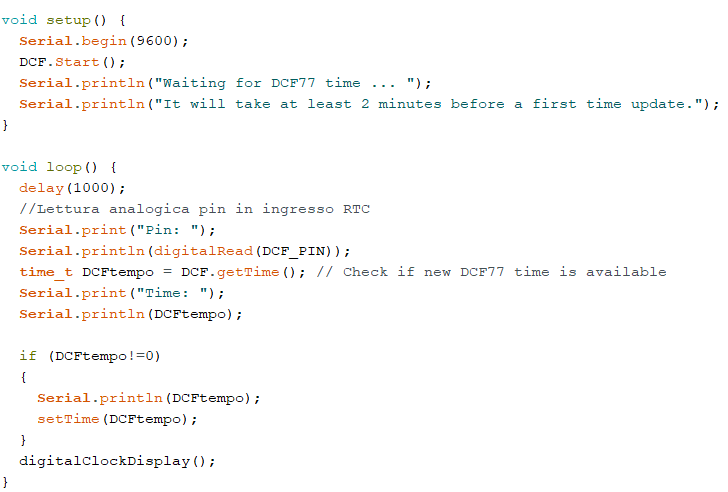 void setup() {
  Serial.begin(9600);
  DCF.Start();
  Serial.println("Waiting for DCF77 time ... ");
  Serial.println("It will take at least 2 minutes before a first time update.");
}

void loop() {
  delay(1000);
  //Lettura analogica pin in ingresso RTC
  Serial.print("Pin: ");
  Serial.println(digitalRead(DCF_PIN));
  time_t DCFtempo = DCF.getTime(); // Check if new DCF77 time is available
  Serial.print("Time: ");
  Serial.println(DCFtempo);

  if (DCFtempo!=0)
  {
    Serial.println(DCFtempo);
    setTime(DCFtempo);
  }
  digitalClockDisplay();
}